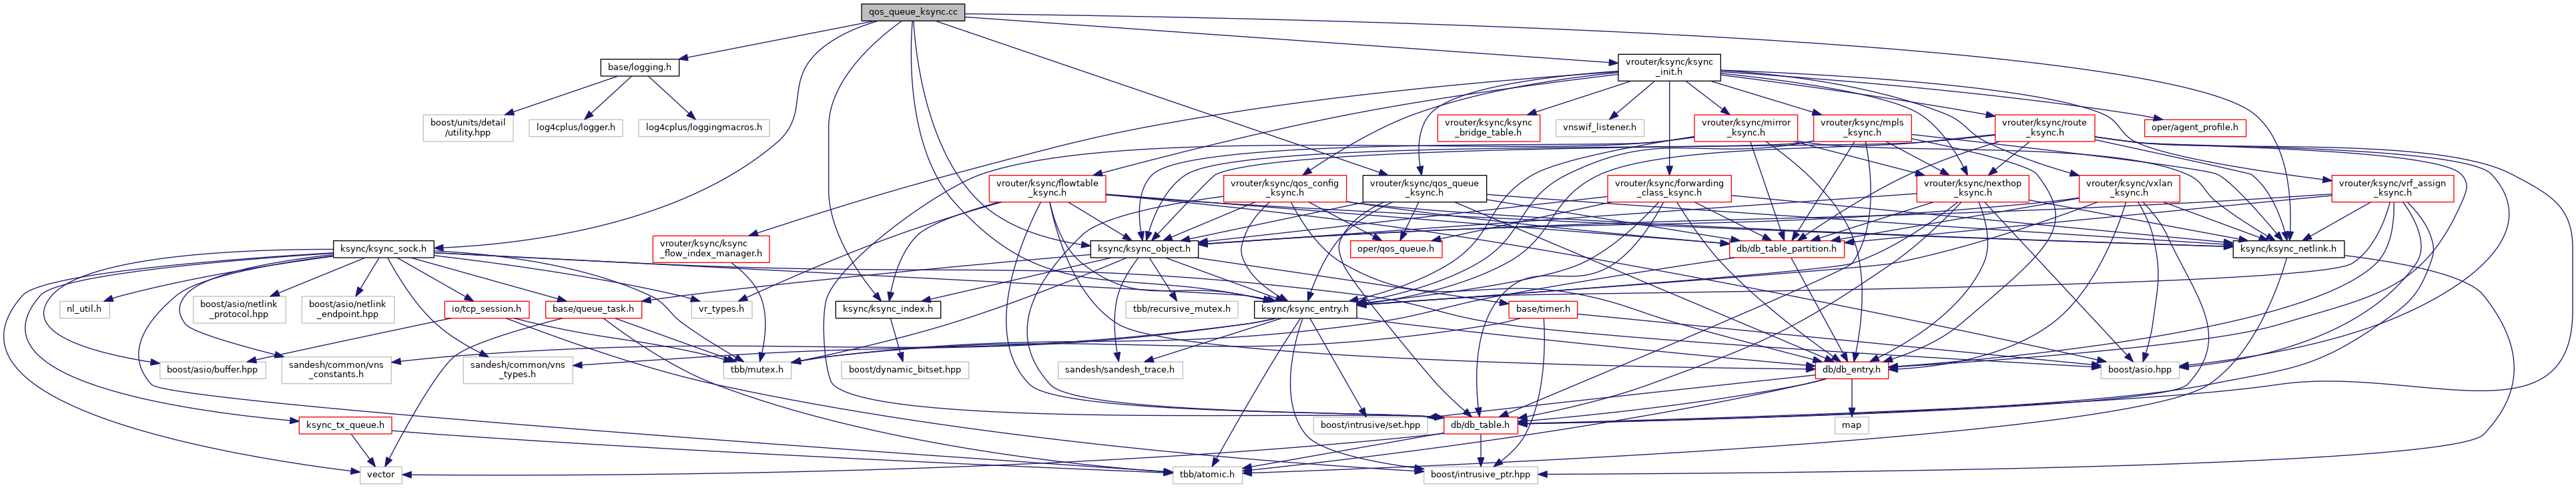 qos_queue_ksync.cc
base/logging.h
vrouter/ksync/ksync
_init.h
boost/units/detail
/utility.hpp
log4cplus/logger.h
log4cplus/loggingmacros.h
vrouter/ksync/ksync
_bridge_table.h
vnswif_listener.h
vrouter/ksync/mirror
_ksync.h
vrouter/ksync/mpls
_ksync.h
vrouter/ksync/route
_ksync.h
oper/agent_profile.h
vrouter/ksync/flowtable
_ksync.h
vrouter/ksync/qos_config
_ksync.h
vrouter/ksync/qos_queue
_ksync.h
vrouter/ksync/forwarding
_class_ksync.h
vrouter/ksync/nexthop
_ksync.h
vrouter/ksync/vxlan
_ksync.h
vrouter/ksync/vrf_assign
_ksync.h
ksync/ksync_sock.h
vrouter/ksync/ksync
_flow_index_manager.h
ksync/ksync_object.h
oper/qos_queue.h
db/db_table_partition.h
ksync/ksync_netlink.h
nl_util.h
boost/asio/netlink
_protocol.hpp
boost/asio/netlink
_endpoint.hpp
io/tcp_session.h
base/queue_task.h
vr_types.h
ksync/ksync_index.h
tbb/recursive_mutex.h
ksync/ksync_entry.h
base/timer.h
boost/asio/buffer.hpp
sandesh/common/vns
_constants.h
sandesh/common/vns
_types.h
tbb/mutex.h
boost/dynamic_bitset.hpp
sandesh/sandesh_trace.h
db/db_entry.h
boost/asio.hpp
ksync_tx_queue.h
boost/intrusive/set.hpp
db/db_table.h
map
vector
tbb/atomic.h
boost/intrusive_ptr.hpp